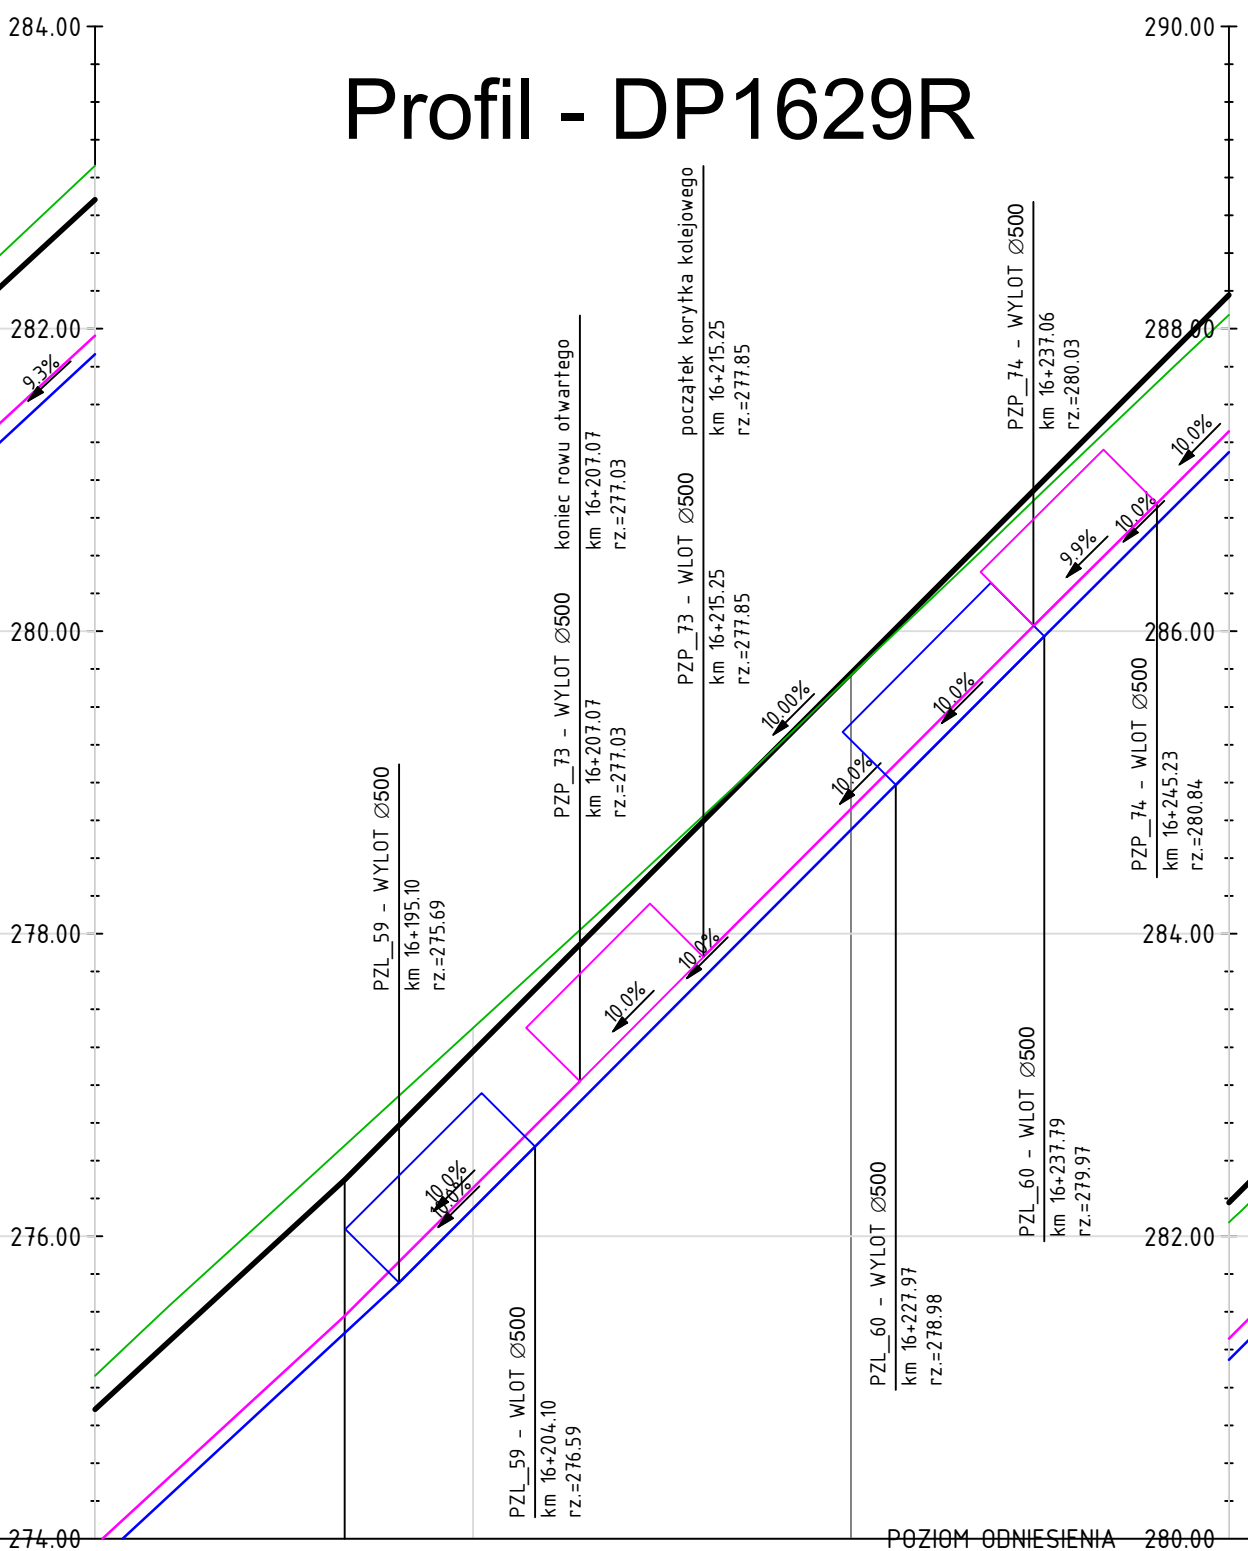 Profil - DP1629R
284.00
282.00
280.00
278.00
276.00
274.00
290.00
288.00
286.00
284.00
282.00
280.00
9.3%
PZL_59 - WYLOT Ø500
km 16+195.10
rz.=275.69
PZL_59 - WLOT Ø500
km 16+204.10
rz.=276.59
koniec rowu otwartego
km 16+207.07
rz.=277.03
PZP_73 - WYLOT Ø500
km 16+207.07
rz.=277.03
początek korytka kolejowego
km 16+215.25
rz.=277.85
PZP_73 - WLOT Ø500
km 16+215.25
rz.=277.85
PZL_60 - WYLOT Ø500
km 16+227.97
rz.=278.98
PZP_74 - WYLOT Ø500
km 16+237.06
rz.=280.03
PZL_60 - WLOT Ø500
km 16+237.79
rz.=279.97
PZP_74 - WLOT Ø500
km 16+245.23
rz.=280.84
10.0%
10.0%
10.0%
10.0%
10.00%
10.0%
10.0%
9.9%
10.0%
10.0%
POZIOM ODNIESIENIA